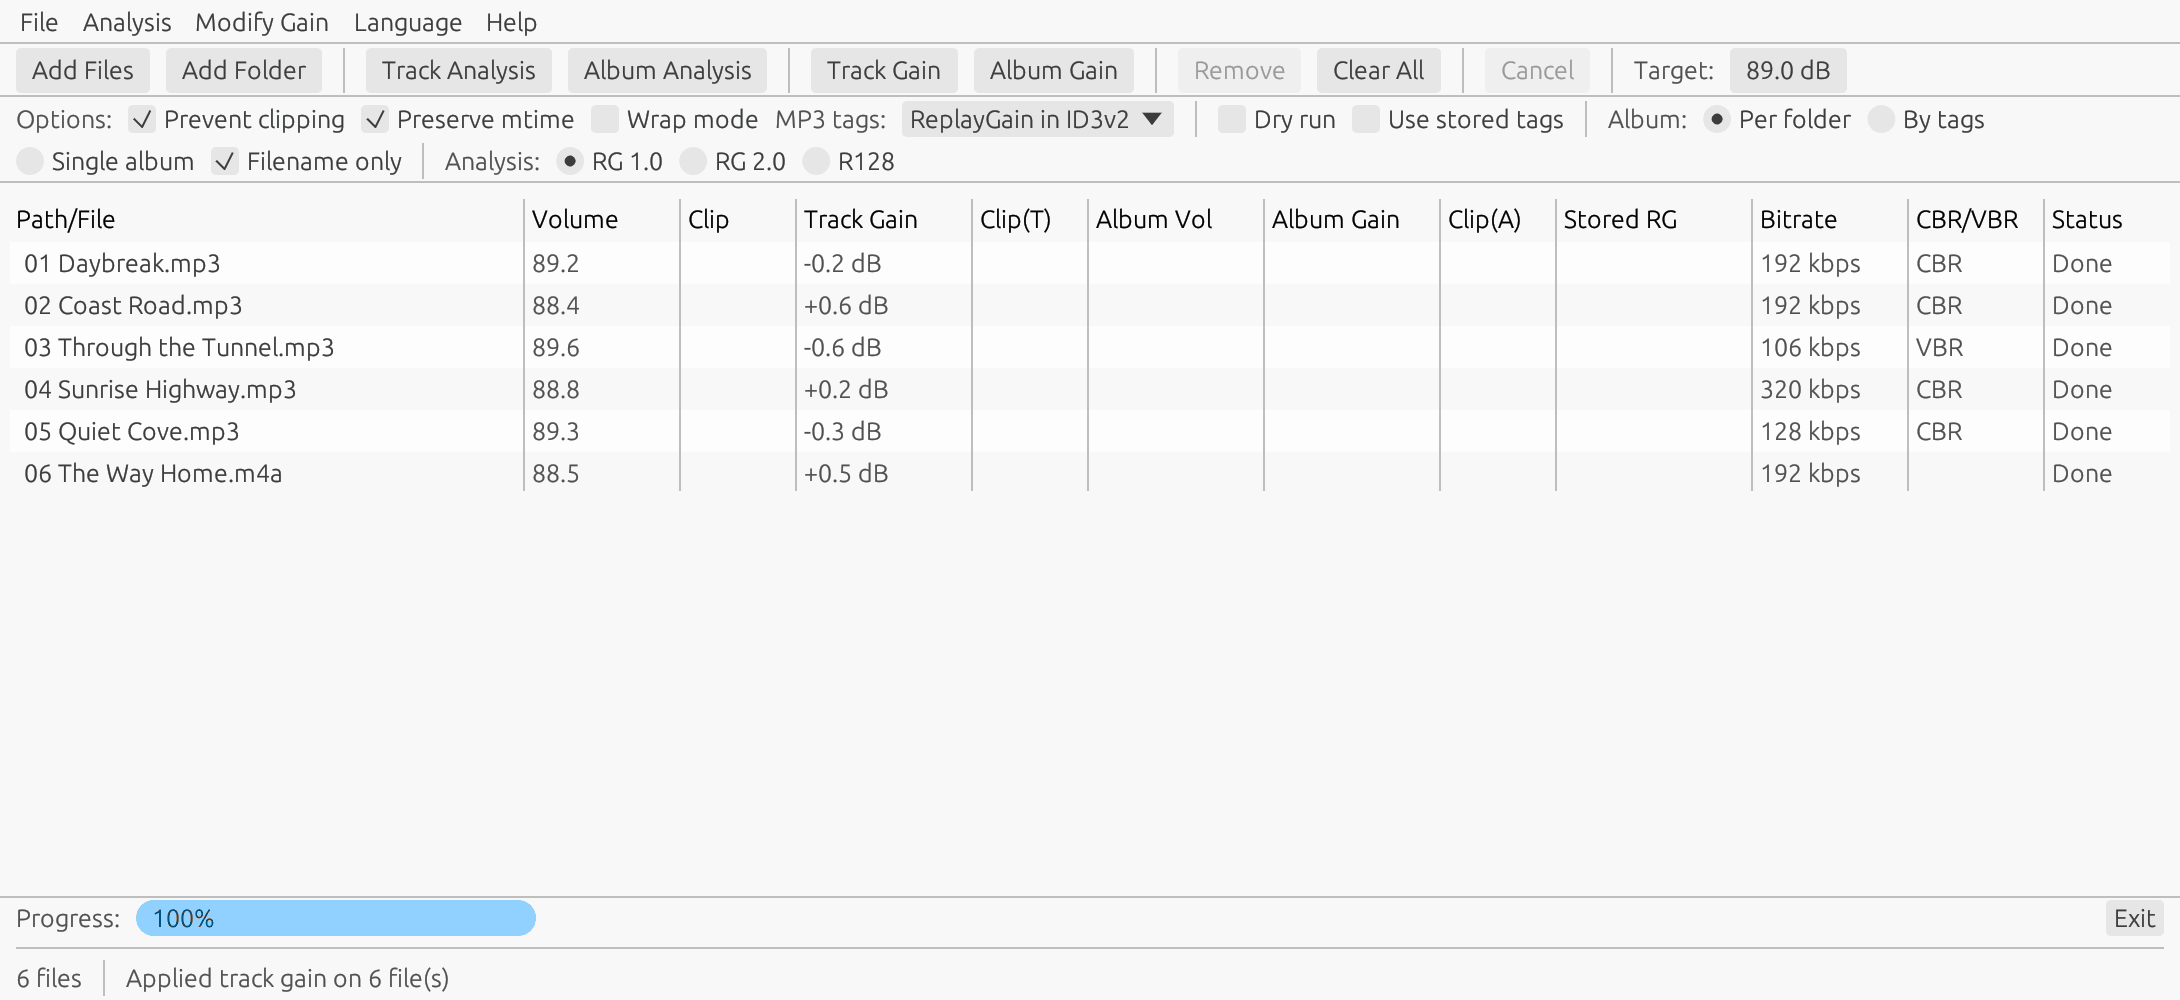 File Analysis Modify Gain Language Help
Add Files Add Folder Track Analysis Album Analysis Track Gain Album Gain Remove Clear All Cancel Target: 89.0 dB
Options: Prevent clipping Preserve mtime Wrap mode MP3 tags: ReplayGain in ID3v2 Dry run Use stored tags Album: Per folder By tags
Single album Filename only Analysis: RG 1.0 RG 2.0 R128
Path/File Volume Clip Track Gain Clip(T) Album Vol Album Gain Clip(A) Stored RG Bitrate CBR/VBR Status
01 Daybreak.mp3 89.2 -0.2 dB 192 kbps CBR Done
02 Coast Road.mp3 88.4 +0.6 dB 192 kbps CBR Done
03 Through the Tunnel.mp3 89.6 -0.6 dB 106 kbps VBR Done
04 Sunrise Highway.mp3 88.8 +0.2 dB 320 kbps CBR Done
05 Quiet Cove.mp3 89.3 -0.3 dB 128 kbps CBR Done
06 The Way Home.m4a 88.5 +0.5 dB 192 kbps Done
Progress: 100% Exit
6 files Applied track gain on 6 file(s)